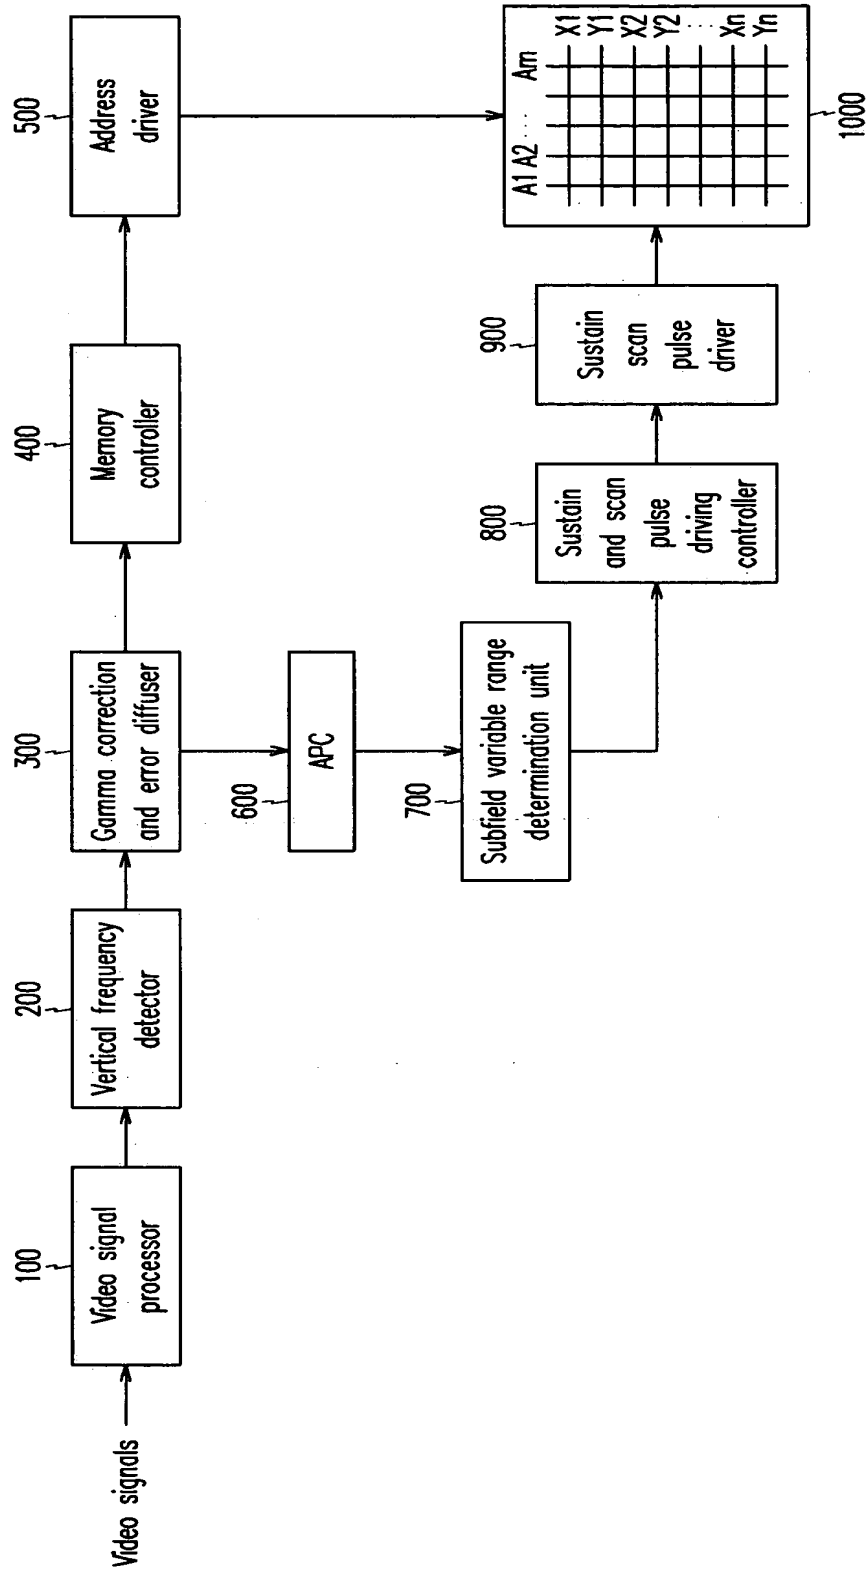 Video signals
100
Video signal
processor
200
Vertical frequency
detector
300
Gamma correction
and error diffuser
400
Memory
controller
500
Address
driver
600
APC
700
Subfield variable range
determination unit
800
Sustain
and scan
pulse
driving
controller
900
Sustain
scan
pulse
driver
A1 A2 .... Am
X1
Y1
X2
Y2
....
Xn
Yn
1000